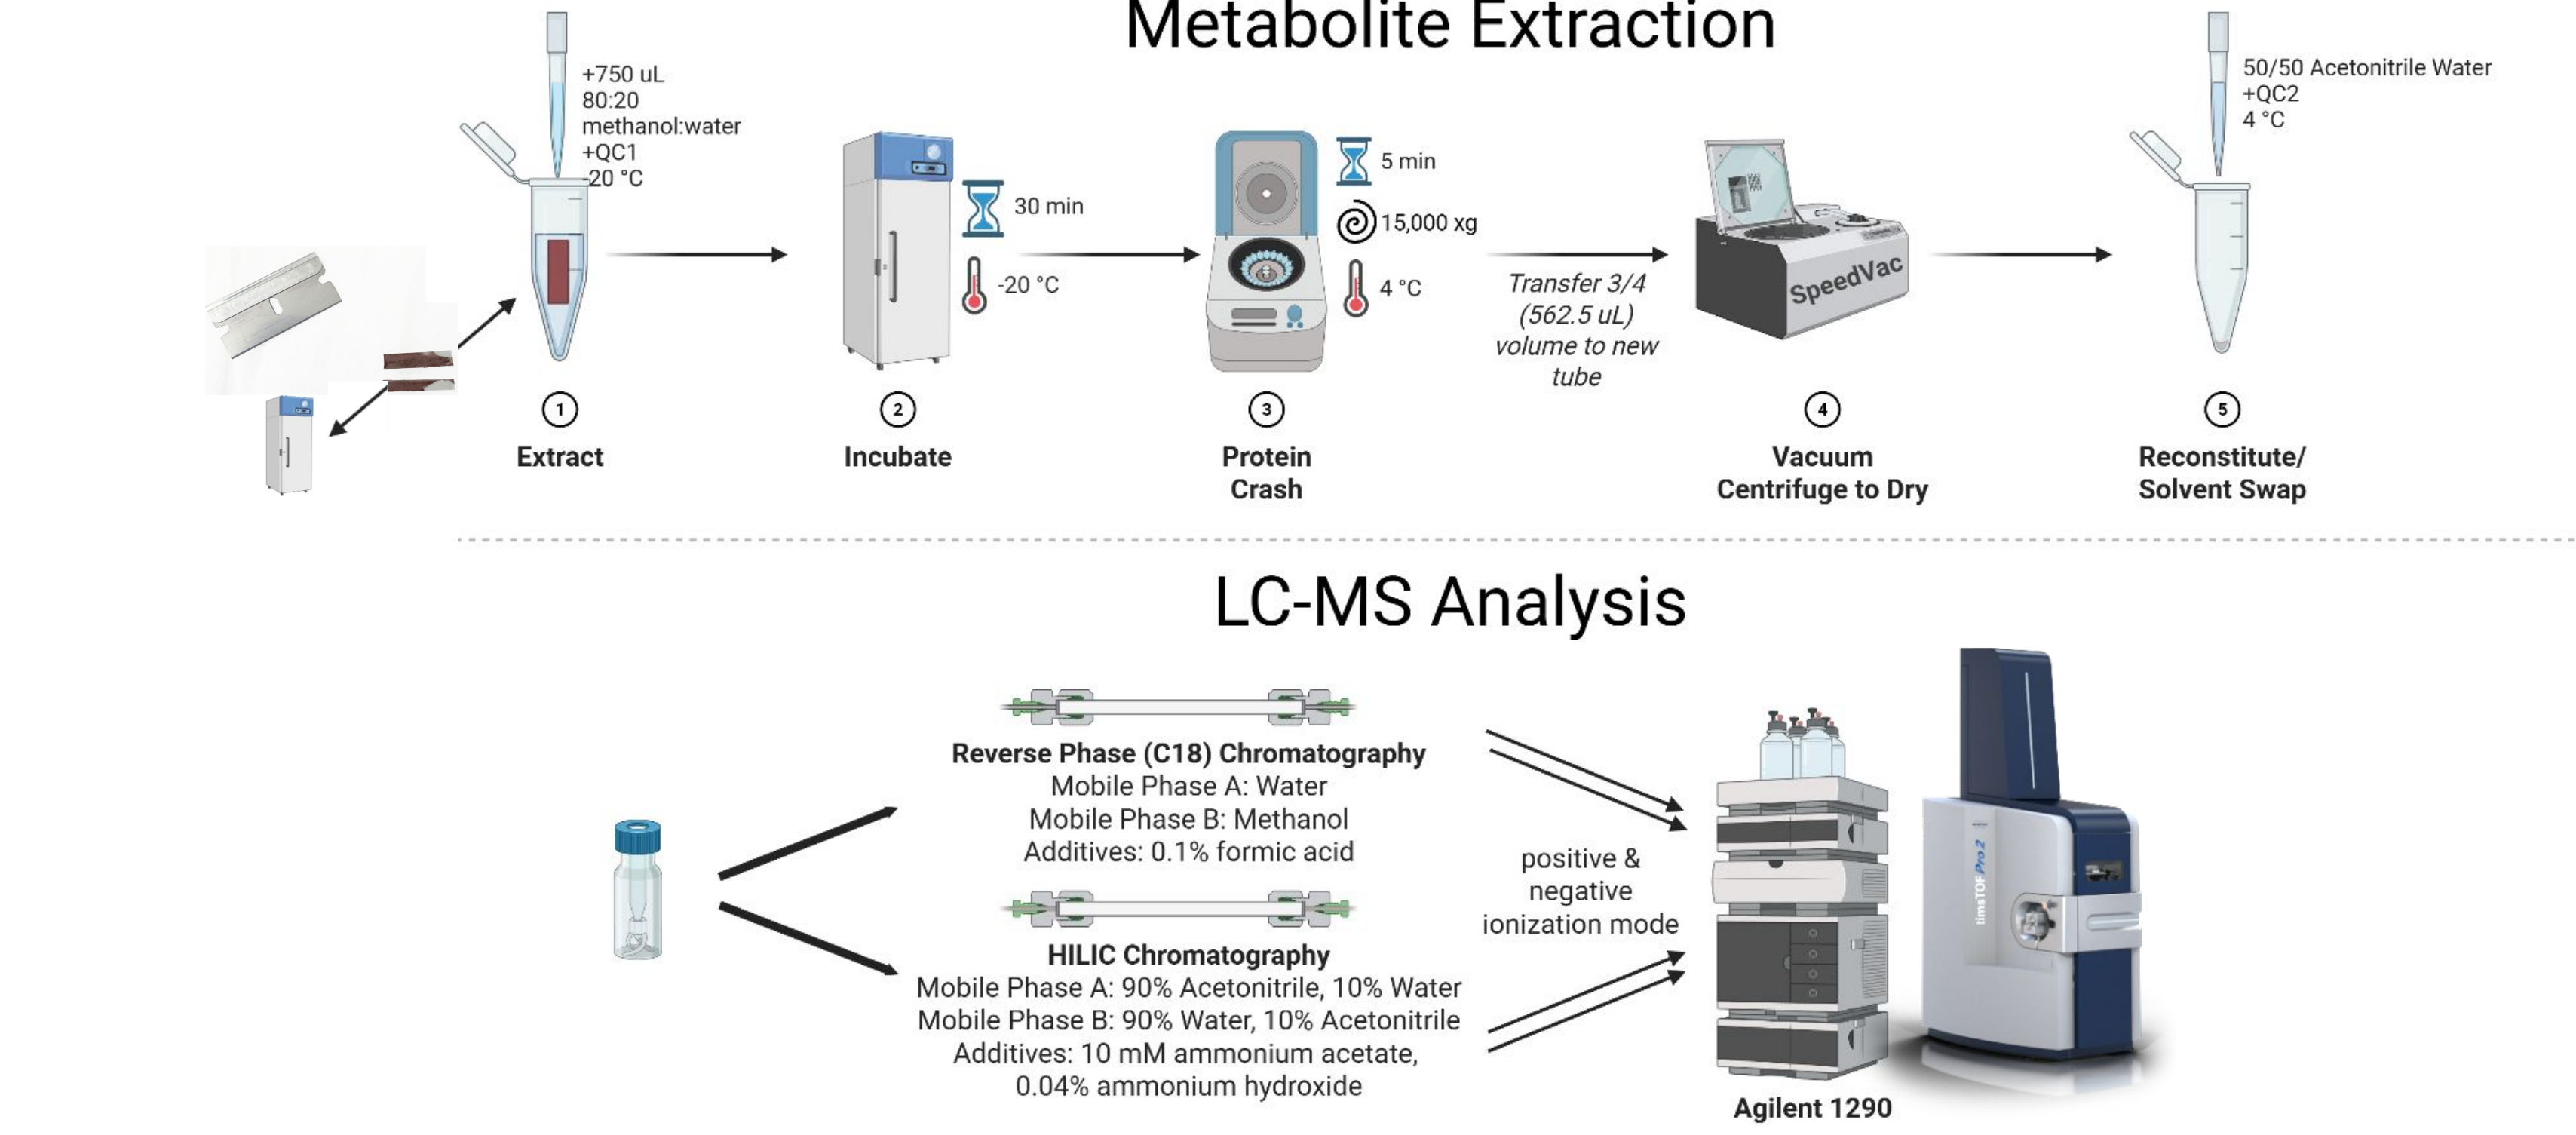 Metabolite Extraction
+750 uL
80:20
methanol:water
+QC1
-20 °C
30 min
-20 °C
5 min
15,000 xg
4 °C
Transfer 3/4
(562.5 uL)
volume to new
tube
SpeedVac
50/50 Acetonitrile Water
+QC2
4 °C
1
Extract
2
Incubate
3
Protein
Crash
4
Vacuum
Centrifuge to Dry
5
Reconstitute/
Solvent Swap
LC-MS Analysis
Reverse Phase (C18) Chromatography
Mobile Phase A: Water
Mobile Phase B: Methanol
Additives: 0.1% formic acid
HILIC Chromatography
Mobile Phase A: 90% Acetonitrile, 10% Water
Mobile Phase B: 90% Water, 10% Acetonitrile
Additives: 10 mM ammonium acetate,
0.04% ammonium hydroxide
positive &
negative
ionization mode
timsTOF Pro 2
Agilent 1290